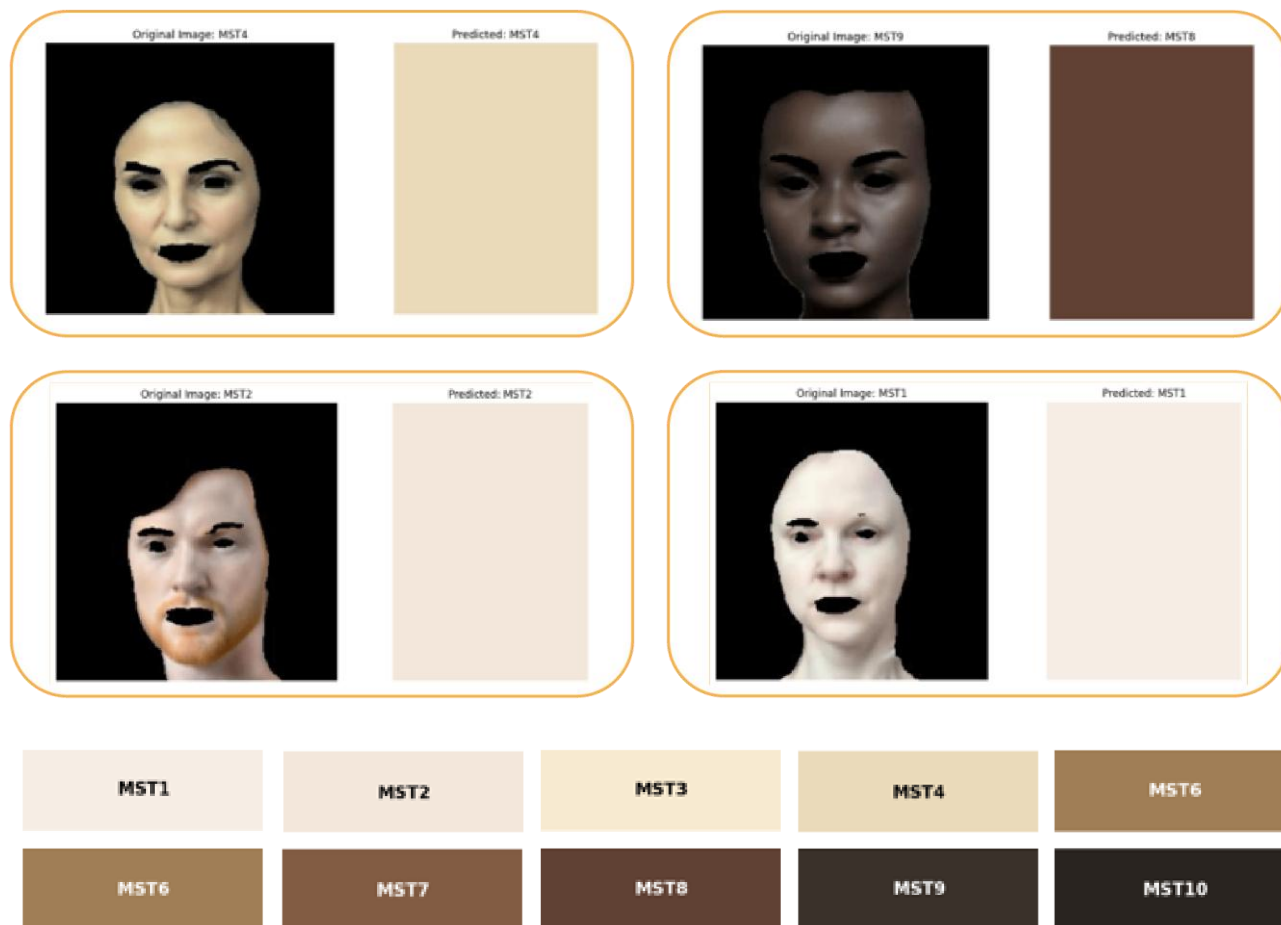 Original Image: MST4
Predicted: MST4
Original Image: MST9
Predicted: MST8
Original Image: MST2
Predicted: MST2
Original Image: MST1
Predicted: MST1
MST1
MST2
MST3
MST4
MST6
MST6
MST7
MST8
MST9
MST10